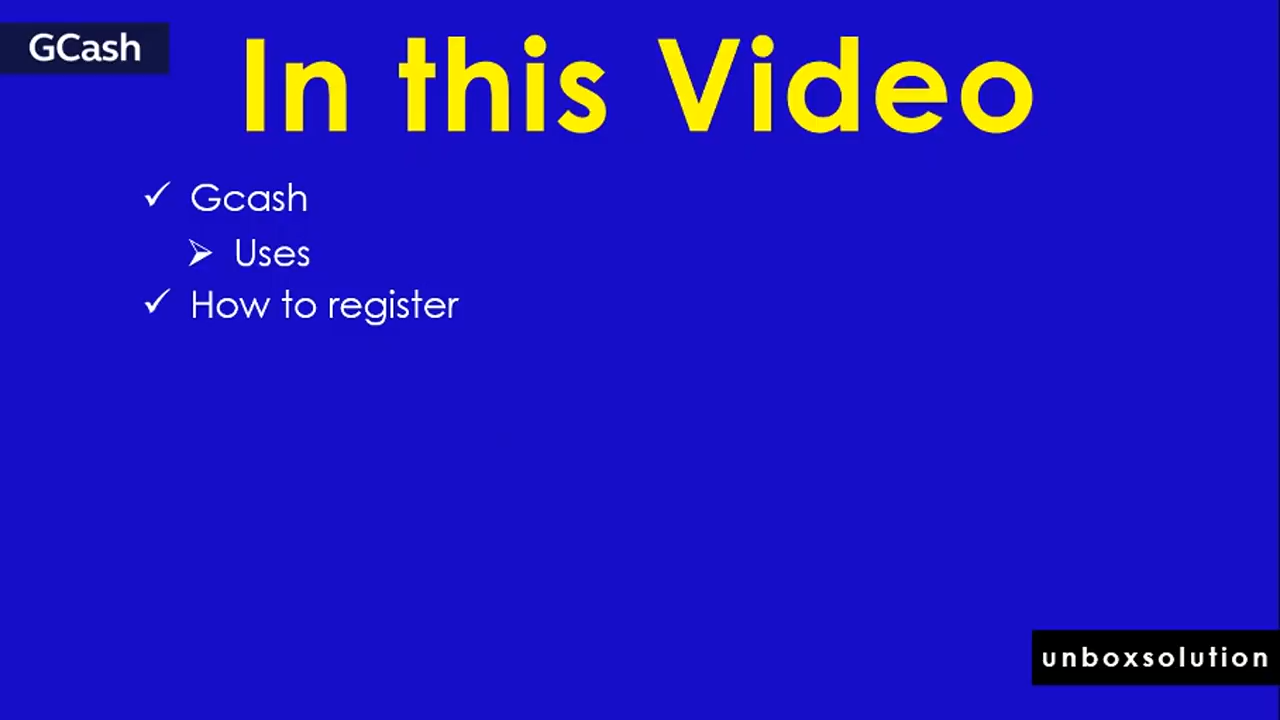 GCash
In this Video
✓ Gcash
➢ Uses
✓ How to register
unboxsolution